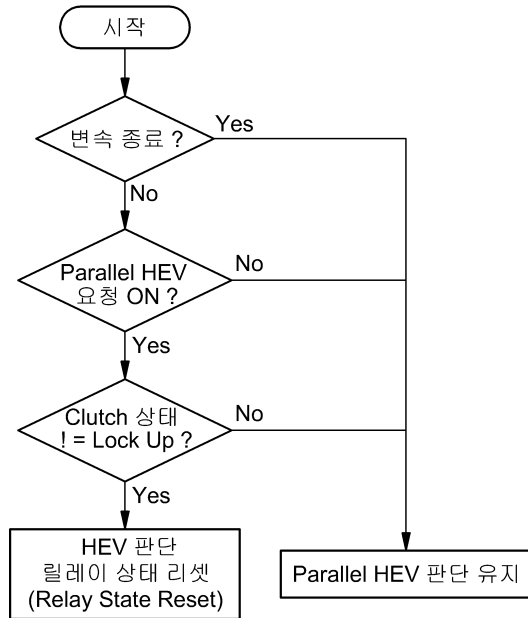 시작
변속 종료 ?
Yes
No
Parallel HEV
요청 ON ?
No
Yes
Clutch 상태
! = Lock Up ?
No
Yes
HEV 판단
릴레이 상태 리셋
(Relay State Reset)
Parallel HEV 판단 유지